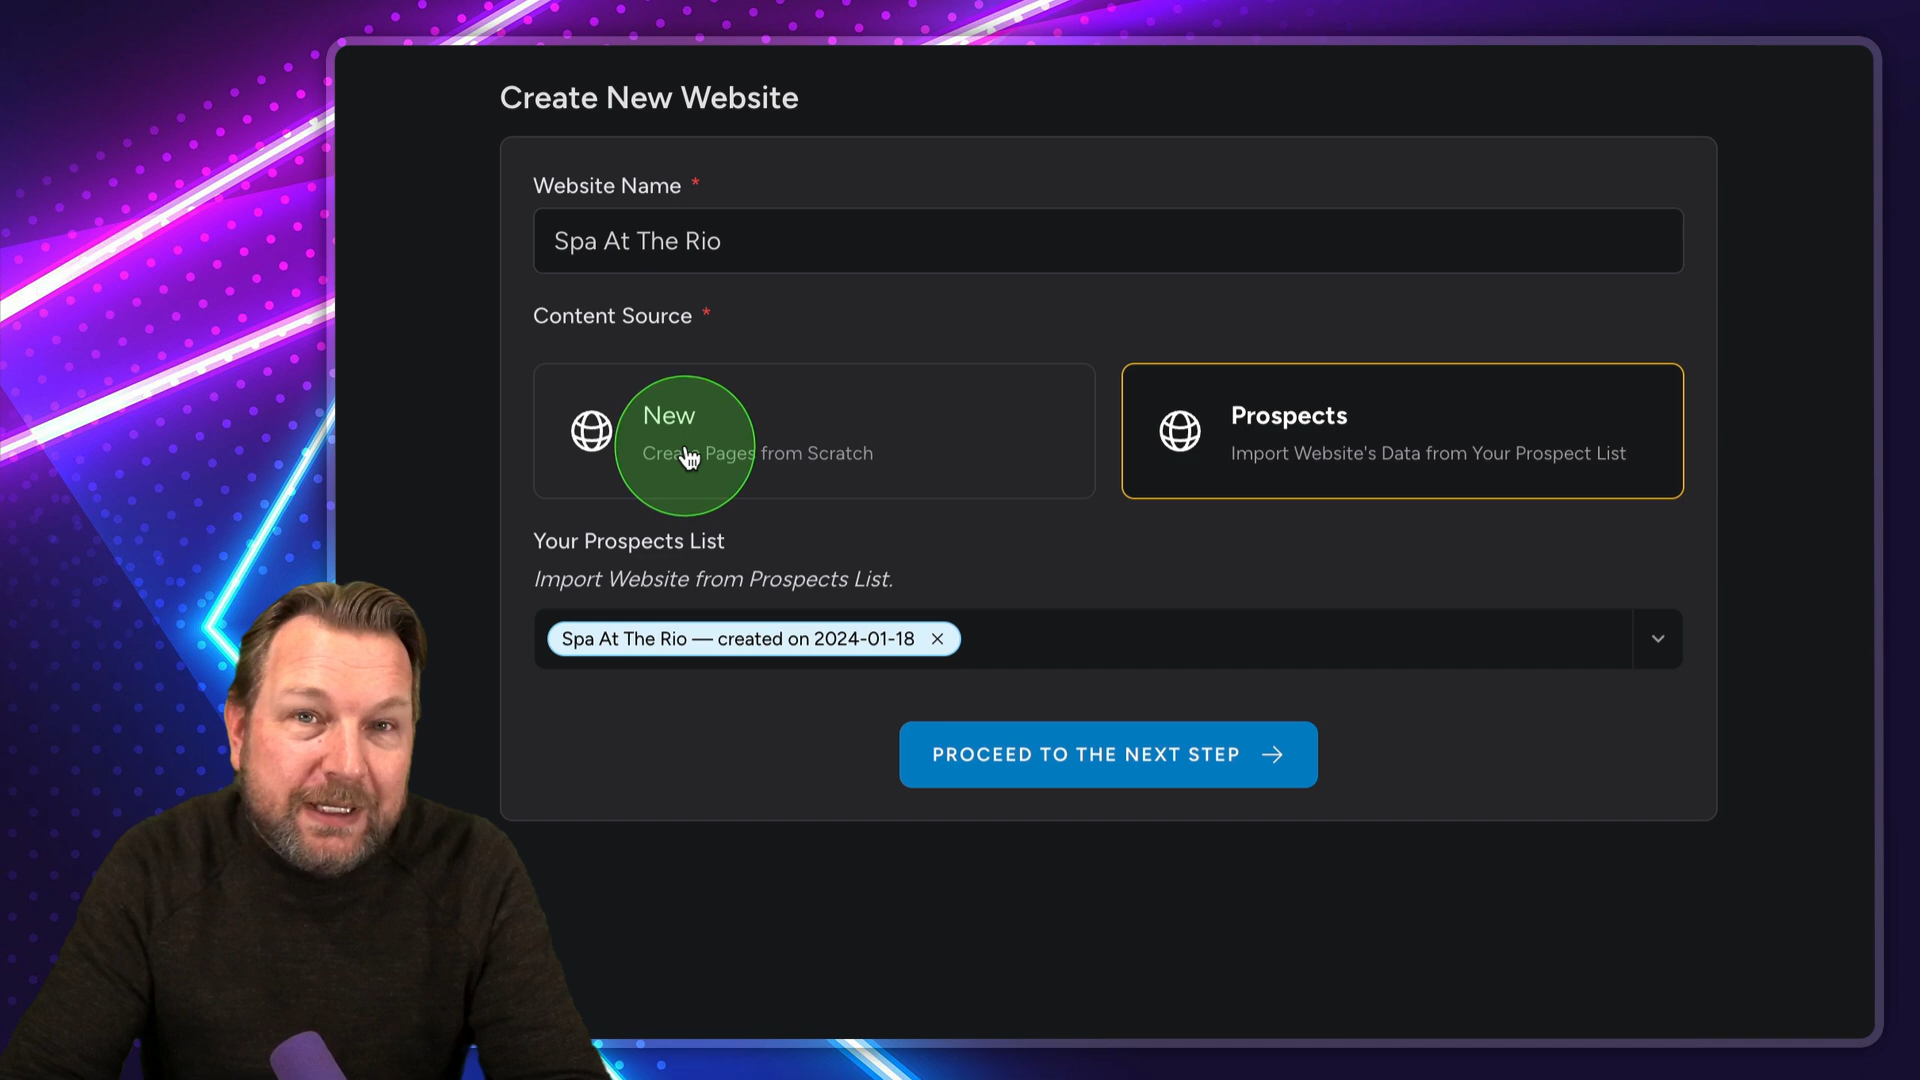 Create New Website
Website Name *
Spa At The Rio
Content Source *
New
Create Pages from Scratch
Prospects
Import Website's Data from Your Prospect List
Your Prospects List
Import Website from Prospects List.
Spa At The Rio — created on 2024-01-18
PROCEED TO THE NEXT STEP